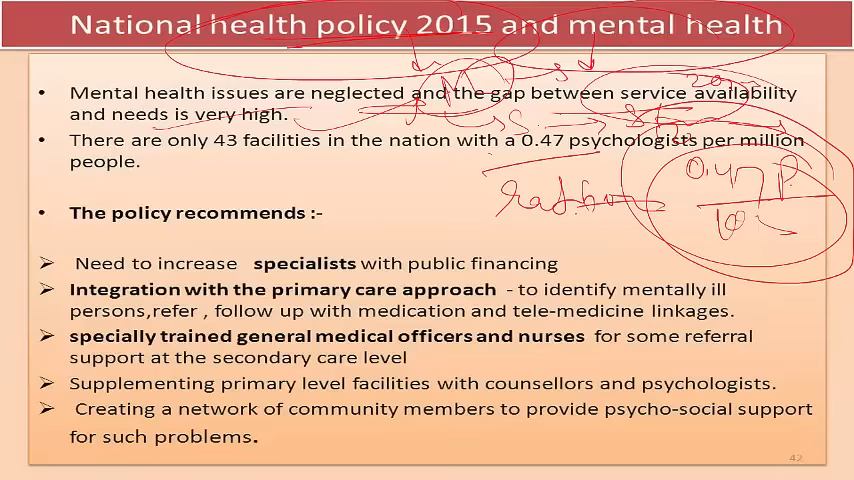 National health policy 2015 and mental health
• Mental health issues are neglected and the gap between service availability
and needs is very high.
• There are only 43 facilities in the nation with a 0.47 psychologists per million
people.
• The policy recommends :-
➢ Need to increase specialists with public financing
➢ Integration with the primary care approach - to identify mentally ill
persons,refer , follow up with medication and tele-medicine linkages.
➢ specially trained general medical officers and nurses for some referral
support at the secondary care level
➢ Supplementing primary level facilities with counsellors and psychologists.
➢ Creating a network of community members to provide psycho-social support
for such problems.
0.47 P
42